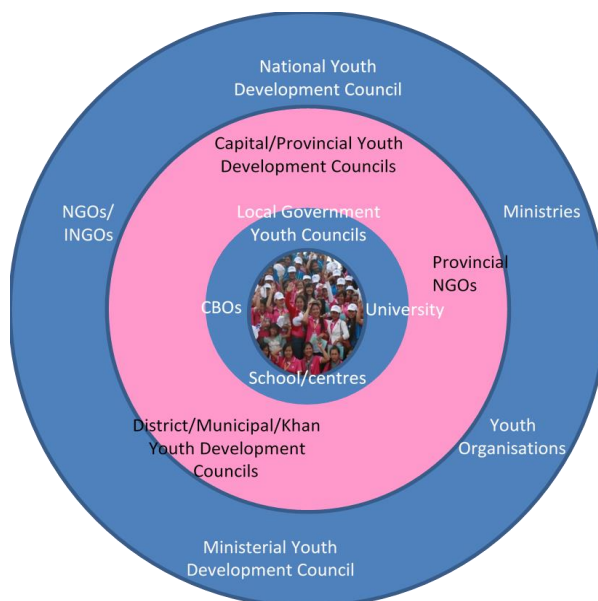 National Youth
Development Council
Capital/Provincial Youth
Development Councils
NGOs/
INGOs
Local Government
Youth Councils
Ministries
Provincial
NGOs
CBOs
University
School/centres
District/Municipal/Khan
Youth Development
Councils
Youth
Organisations
Ministerial Youth
Development Council